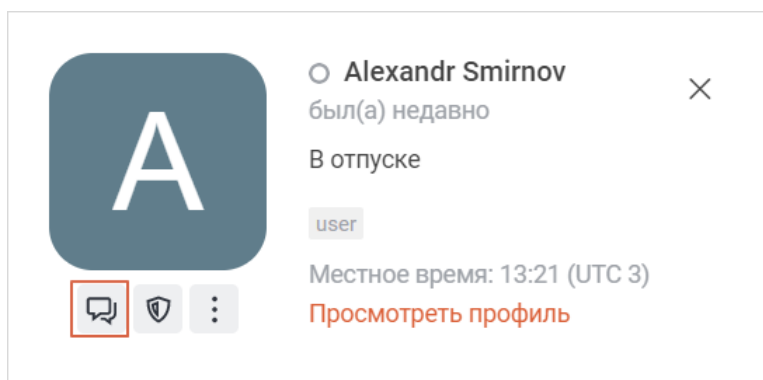 A
Alexandr Smirnov
был(а) недавно
В отпуске
user
Местное время: 13:21 (UTC 3)
Просмотреть профиль